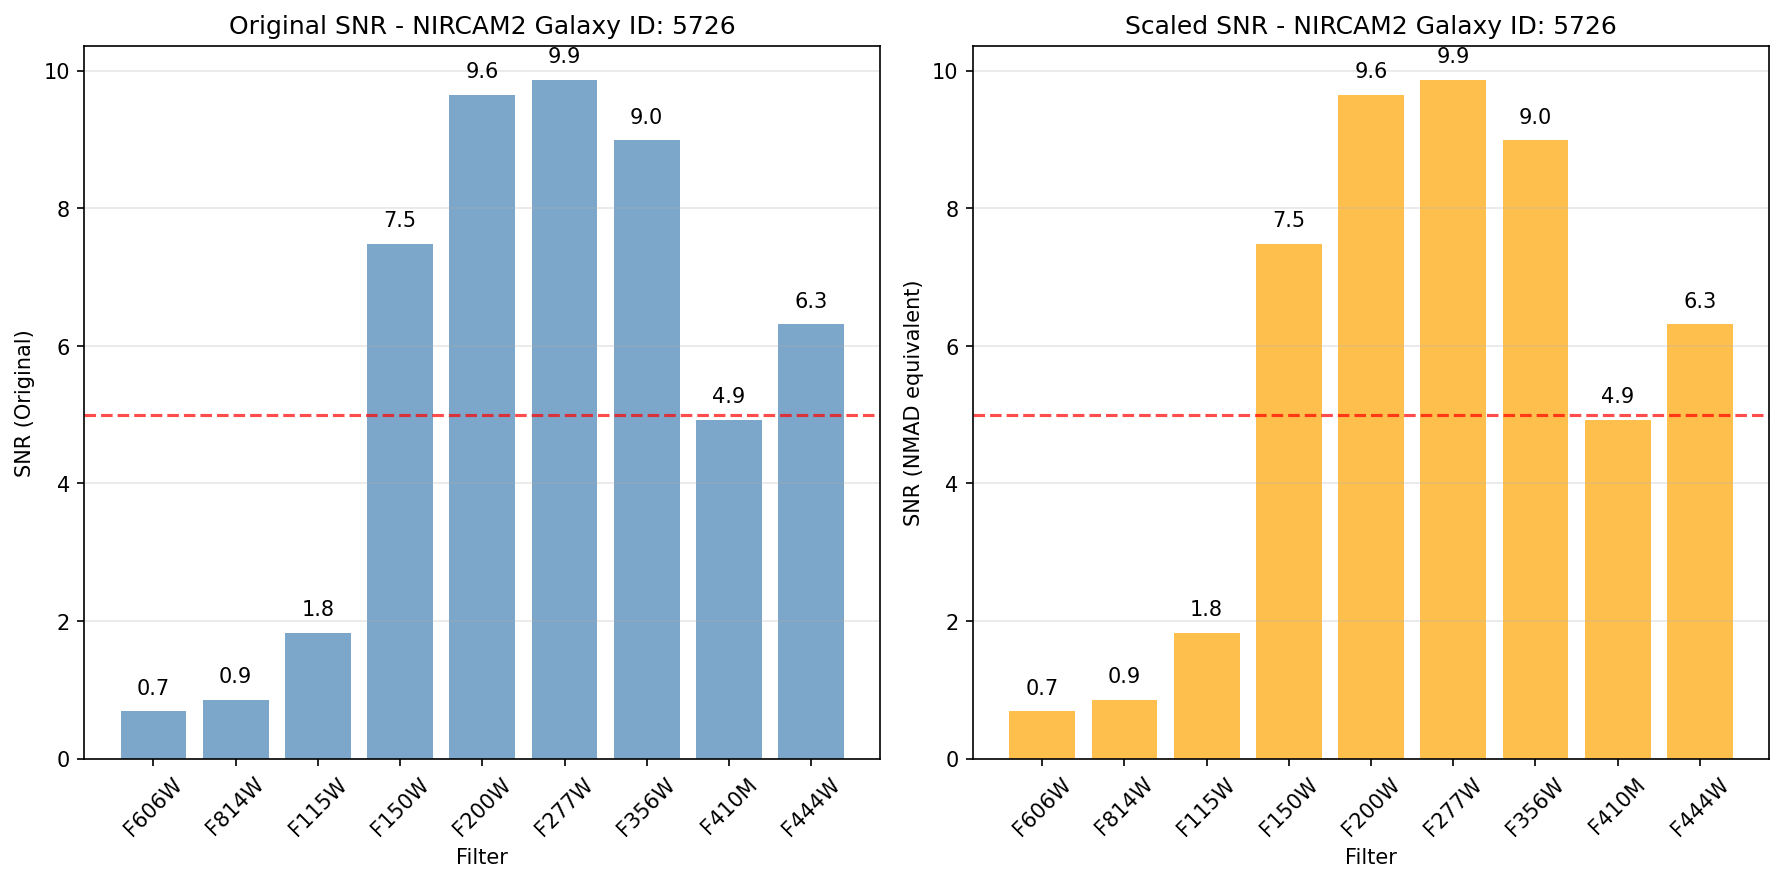 Original SNR - NIRCAM2 Galaxy ID: 5726
SNR (Original)
10
8
6
4
2
0
0.7
0.9
1.8
7.5
9.6
9.9
9.0
4.9
6.3
F606W
F814W
F115W
F150W
F200W
F277W
F356W
F410M
F444W
Filter
Scaled SNR - NIRCAM2 Galaxy ID: 5726
SNR (NMAD equivalent)
10
8
6
4
2
0
0.7
0.9
1.8
7.5
9.6
9.9
9.0
4.9
6.3
F606W
F814W
F115W
F150W
F200W
F277W
F356W
F410M
F444W
Filter